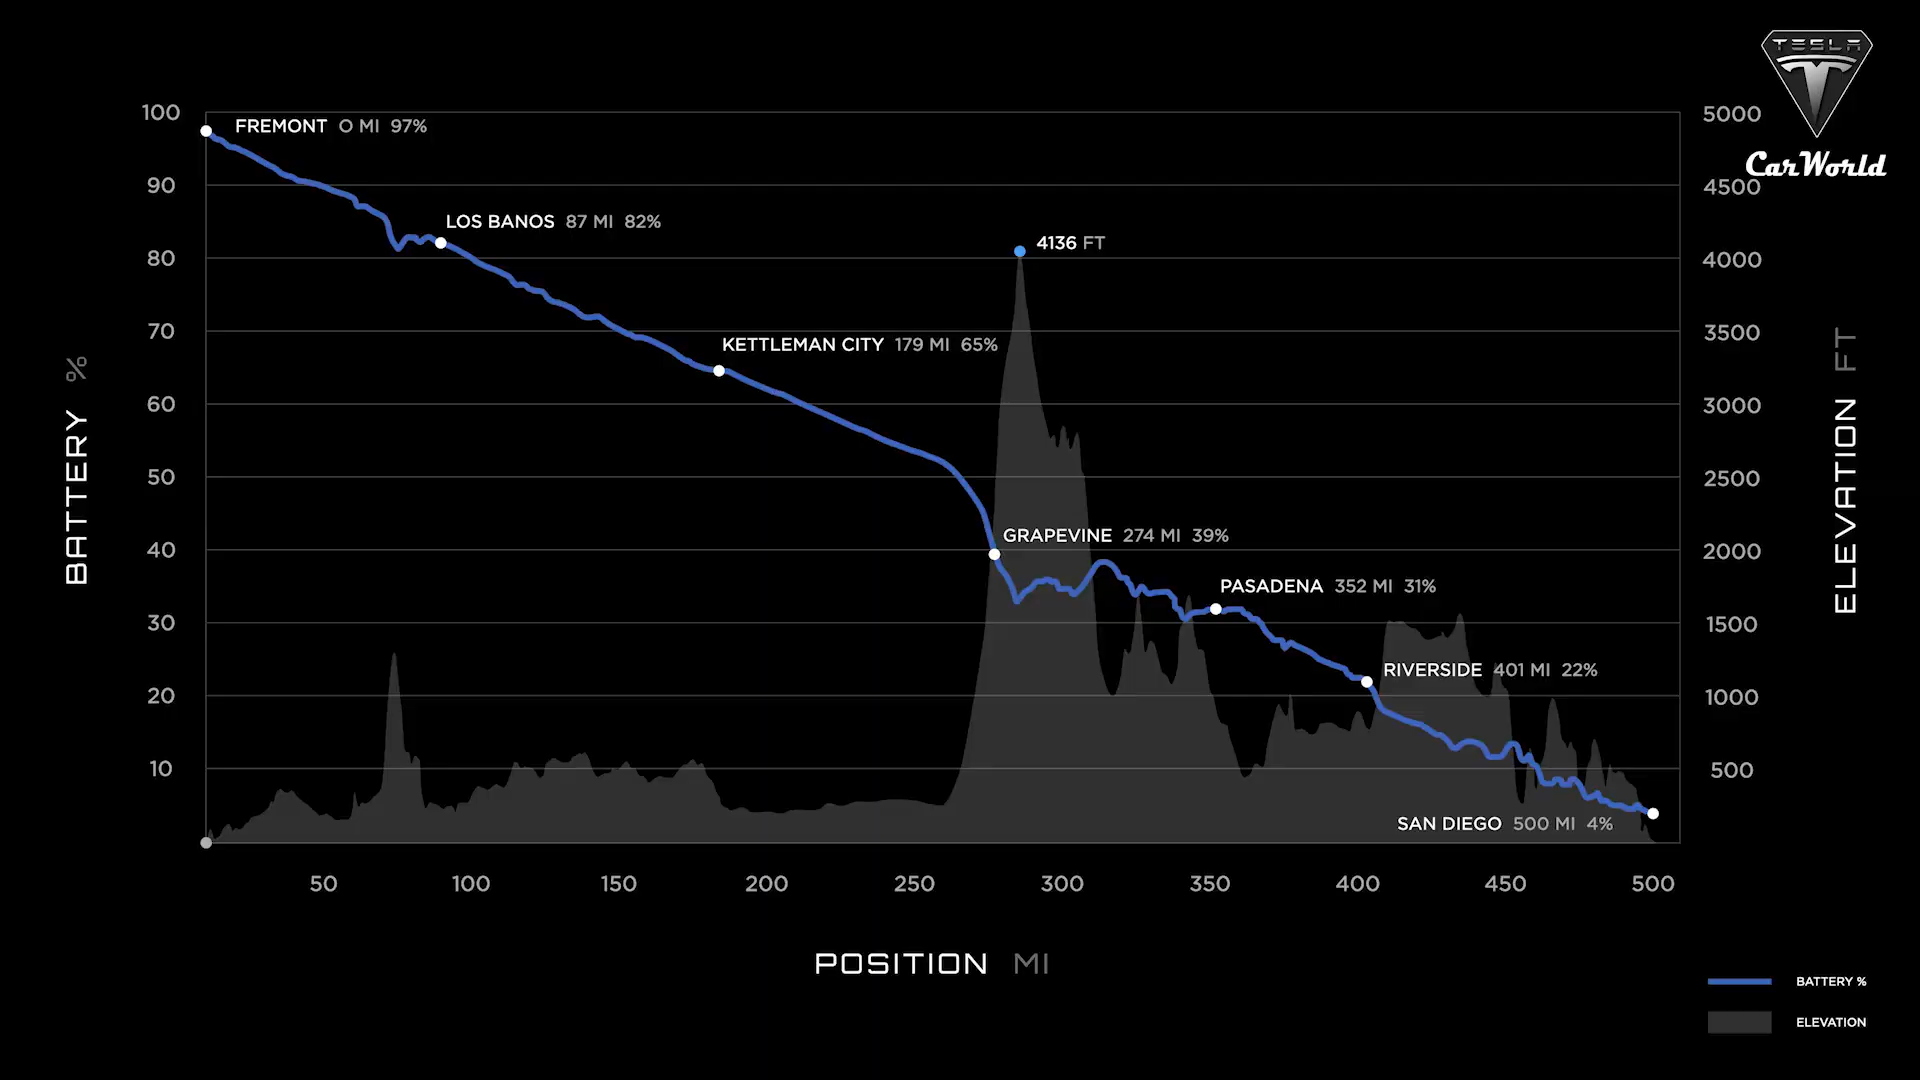 TESLA
CarWorld
100
90
80
70
60
50
40
30
20
10
BATTERY %
FREMONT 0 MI 97%
LOS BANOS 87 MI 82%
4136 FT
KETTLEMAN CITY 179 MI 65%
GRAPEVINE 274 MI 39%
PASADENA 352 MI 31%
RIVERSIDE 401 MI 22%
SAN DIEGO 500 MI 4%
5000
4500
4000
3500
3000
2500
2000
1500
1000
500
ELEVATION FT
50 100 150 200 250 300 350 400 450 500
POSITION MI
BATTERY %
ELEVATION